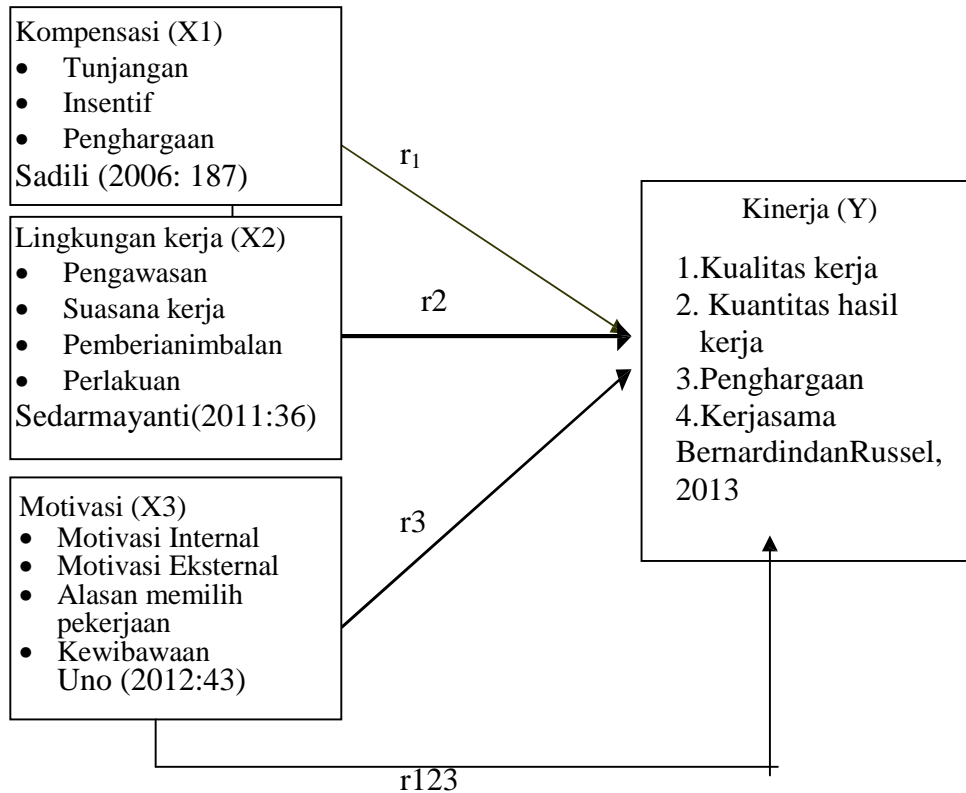 Kompensasi (X1)
• Tunjangan
• Insentif
• Penghargaan
Sadili (2006: 187)
Lingkungan kerja (X2)
• Pengawasan
• Suasana kerja
• Pemberianimbalan
• Perlakuan
Sedarmayanti(2011:36)
Motivasi (X3)
• Motivasi Internal
• Motivasi Eksternal
• Alasan memilih
pekerjaan
• Kewibawaan
Uno (2012:43)
r1
r2
r3
r123
Kinerja (Y)
1.Kualitas kerja
2. Kuantitas hasil
kerja
3.Penghargaan
4.Kerjasama
BernardindanRussel,
2013